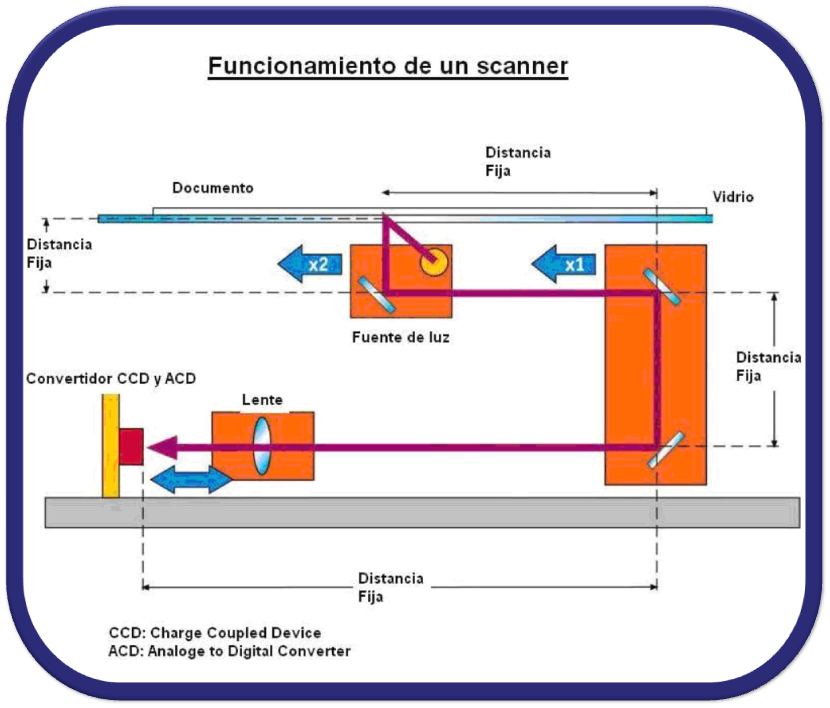 Funcionamiento de un scanner
Distancia
Fija
Documento
Vidrio
Distancia
Fija
x2
x1
Fuente de luz
Distancia
Fija
Convertidor CCD y ACD
Lente
Distancia
Fija
CCD: Charge Coupled Device
ACD: Analoge to Digital Converter